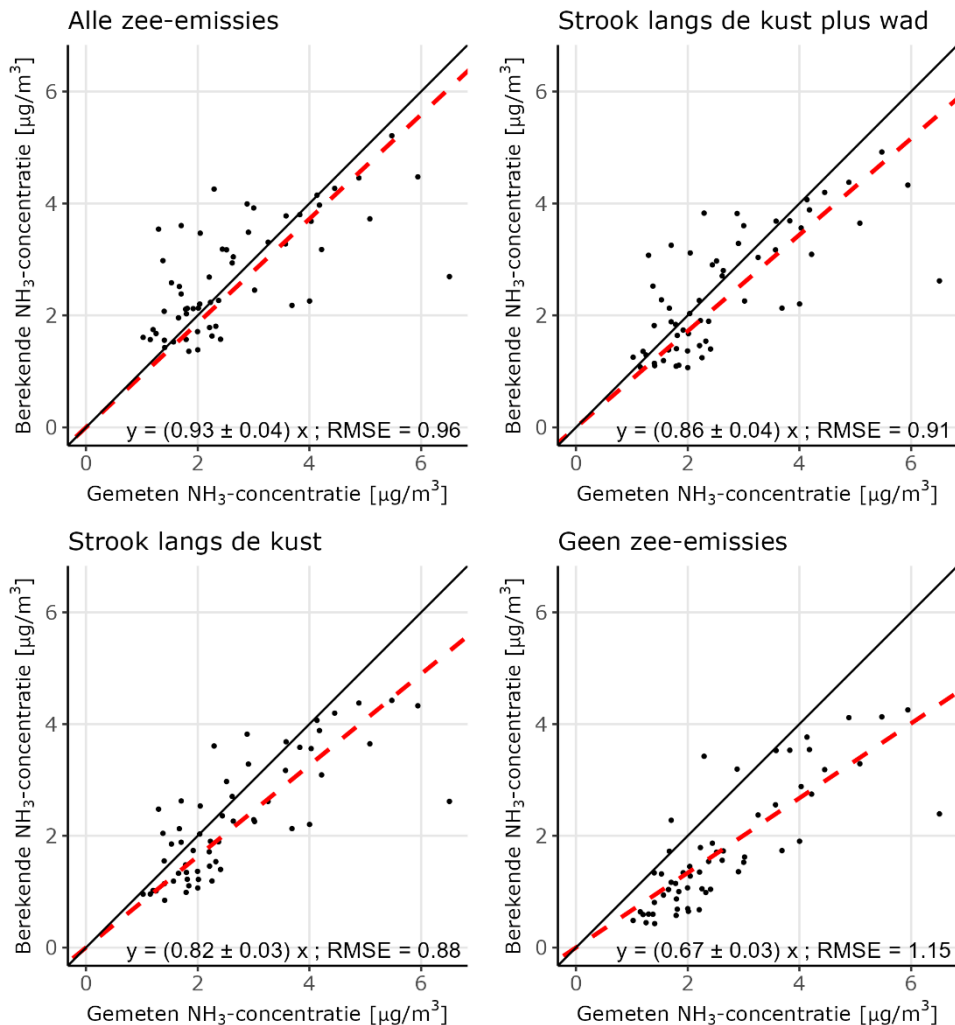 Alle zee-emissies
Berekende NH₃-concentratie [μg/m³]
6
4
2
0
y = (0.93 ± 0.04) x ; RMSE = 0.96
0 2 4 6
Gemeten NH₃-concentratie [μg/m³]
Strook langs de kust plus wad
Berekende NH₃-concentratie [μg/m³]
6
4
2
0
y = (0.86 ± 0.04) x ; RMSE = 0.91
0 2 4 6
Gemeten NH₃-concentratie [μg/m³]
Strook langs de kust
Berekende NH₃-concentratie [μg/m³]
6
4
2
0
y = (0.82 ± 0.03) x ; RMSE = 0.88
0 2 4 6
Gemeten NH₃-concentratie [μg/m³]
Geen zee-emissies
Berekende NH₃-concentratie [μg/m³]
6
4
2
0
y = (0.67 ± 0.03) x ; RMSE = 1.15
0 2 4 6
Gemeten NH₃-concentratie [μg/m³]